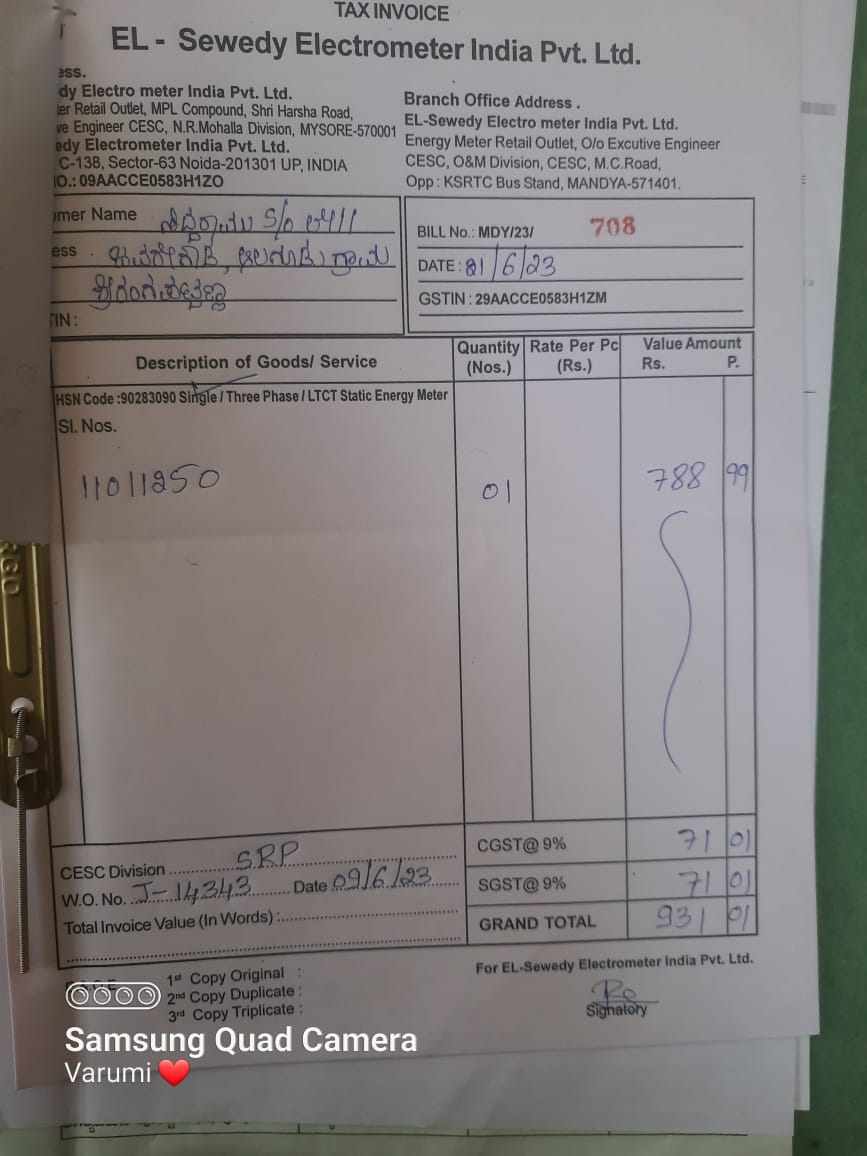 TAX INVOICE
EL - Sewedy Electrometer India Pvt. Ltd.
ess.
dy Electro meter India Pvt. Ltd.
er Retail Outlet, MPL Compound, Shri Harsha Road,
ve Engineer CESC, N.R.Mohalla Division, MYSORE-570001
edy Electrometer India Pvt. Ltd.
C-138, Sector-63 Noida-201301 UP, INDIA
O.: 09AACCE0583H1ZO
Branch Office Address .
EL-Sewedy Electro meter India Pvt. Ltd.
Energy Meter Retail Outlet, O/o Excutive Engineer
CESC, O&M Division, CESC, M.C.Road,
Opp : KSRTC Bus Stand, MANDYA-571401.
omer Name S/o
ess . ಗ್ರಾಮ
ಶ್ರೀರಂಗಪಟ್ಟಣ
TIN :
BILL No.: MDY/23/ 708
DATE : /6/23
GSTIN : 29AACCE0583H1ZM
Description of Goods/ Service
Quantity (Nos.)
Rate Per Pc (Rs.)
Value Amount
Rs. P.
HSN Code :90283090 Single / Three Phase / LTCT Static Energy Meter
Sl. Nos.
11011250 01 788 99
CGST@ 9% 71 01
SGST@ 9% 71 01
GRAND TOTAL 931 01
CESC Division SRP
W.O. No. J-14343 Date 09/6/23
Total Invoice Value (In Words) :
1st Copy Original :
2nd Copy Duplicate :
3rd Copy Triplicate :
For EL-Sewedy Electrometer India Pvt. Ltd.
Signatory
Samsung Quad Camera
Varumi ❤️